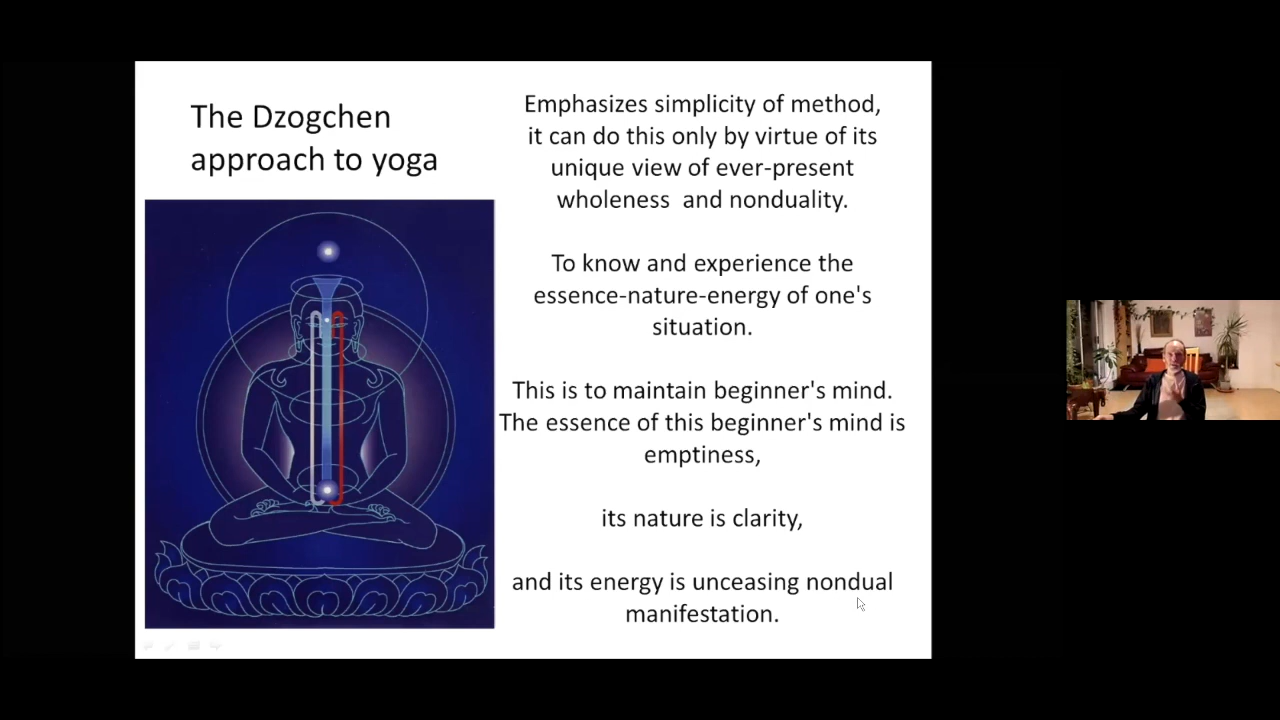 The Dzogchen
approach to yoga
Emphasizes simplicity of method,
it can do this only by virtue of its
unique view of ever-present
wholeness  and nonduality.
To know and experience the
essence-nature-energy of one's
situation.
This is to maintain beginner's mind.
The essence of this beginner's mind is
emptiness,
its nature is clarity,
and its energy is unceasing nondual
manifestation.